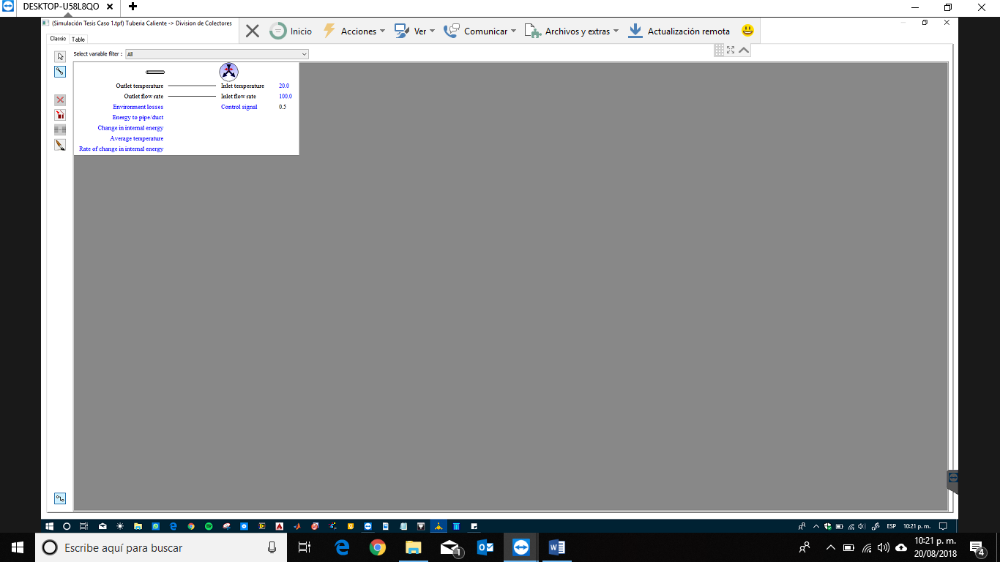 DESKTOP-U58L8QO
(Simulación Tesis Caso 1.tpf) Tuberia Caliente -> Division de Colectores
Inicio Acciones Ver Comunicar Archivos y extras Actualización remota
Classic Table
Select variable filter : All
Outlet temperature Inlet temperature 20.0
Outlet flow rate Inlet flow rate 100.0
Environment losses Control signal 0.5
Energy to pipe/duct
Change in internal energy
Average temperature
Rate of change in internal energy
ESP 10:21 p. m.
Escribe aquí para buscar
1
10:21 p. m.
20/08/2018
4